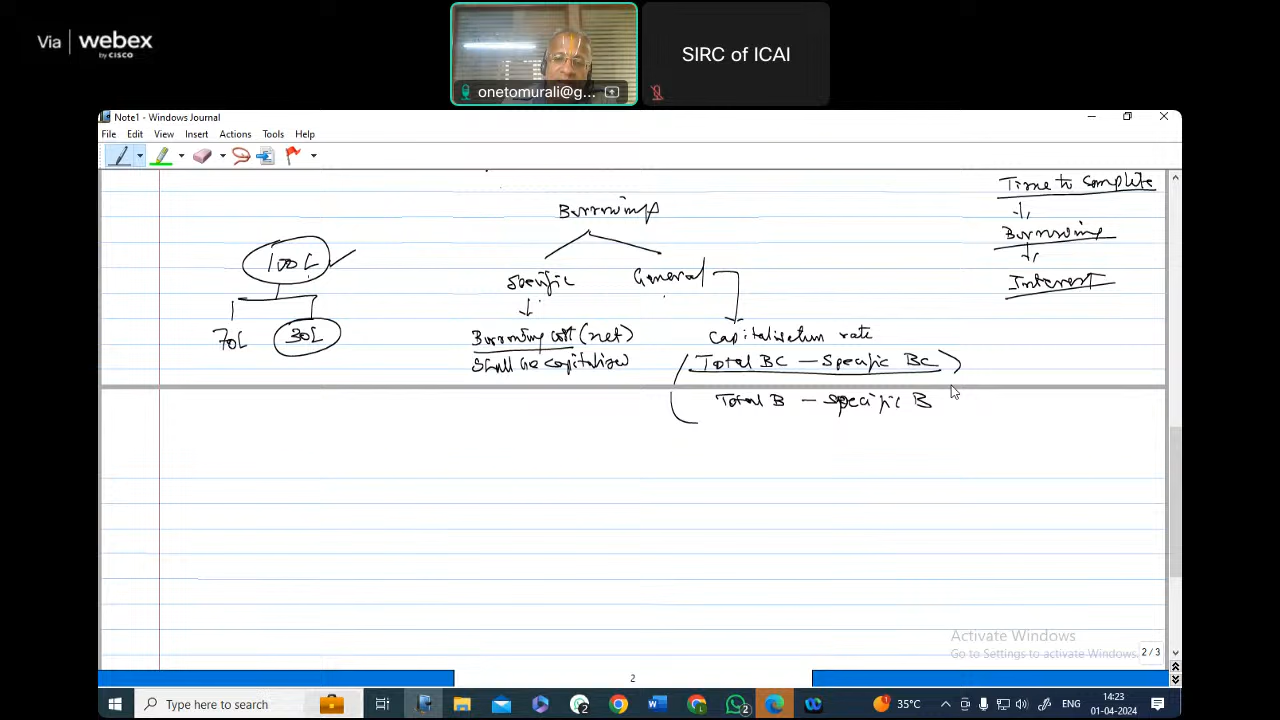 Via webex
by CISCO
onetomurali@g...
SIRC of ICAI
Note1 - Windows Journal
File Edit View Insert Actions Tools Help
Time to complete
Borrowing
Interest
Borrowings
Specific General
100L
70L 30L
Borrowing cost (net)
Shall be capitalized
Capitalisation rate
(Total BC - Specific BC)
Total B - Specific B
Activate Windows
Go to Settings to activate Windows.
2 / 3
2
Type here to search
35°C
ENG
14:23
01-04-2024